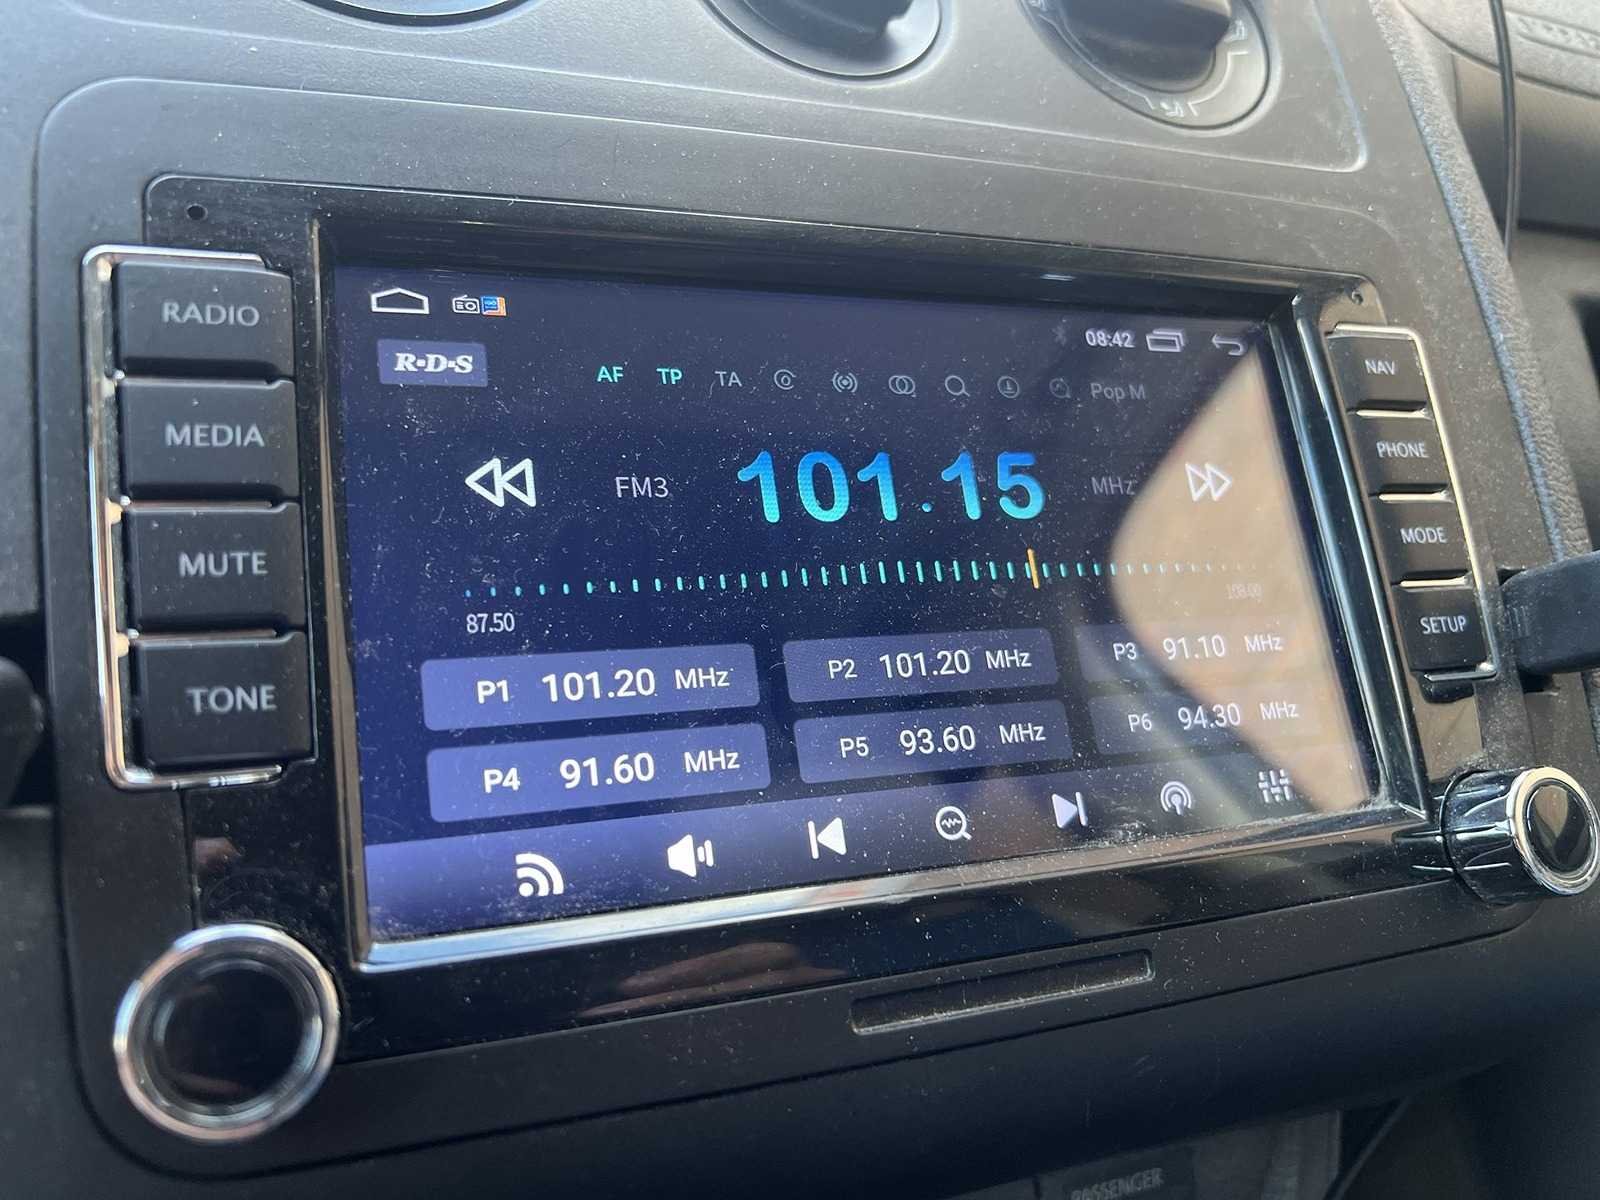 RADIO
MEDIA
MUTE
TONE
08:42
R·D·S
AF TP TA Pop M
FM3 101.15 MHz
87.50 108.00
P1 101.20 MHz
P2 101.20 MHz
P3 91.10 MHz
P4 91.60 MHz
P5 93.60 MHz
P6 94.30 MHz
NAV
PHONE
MODE
SETUP
PASSENGER